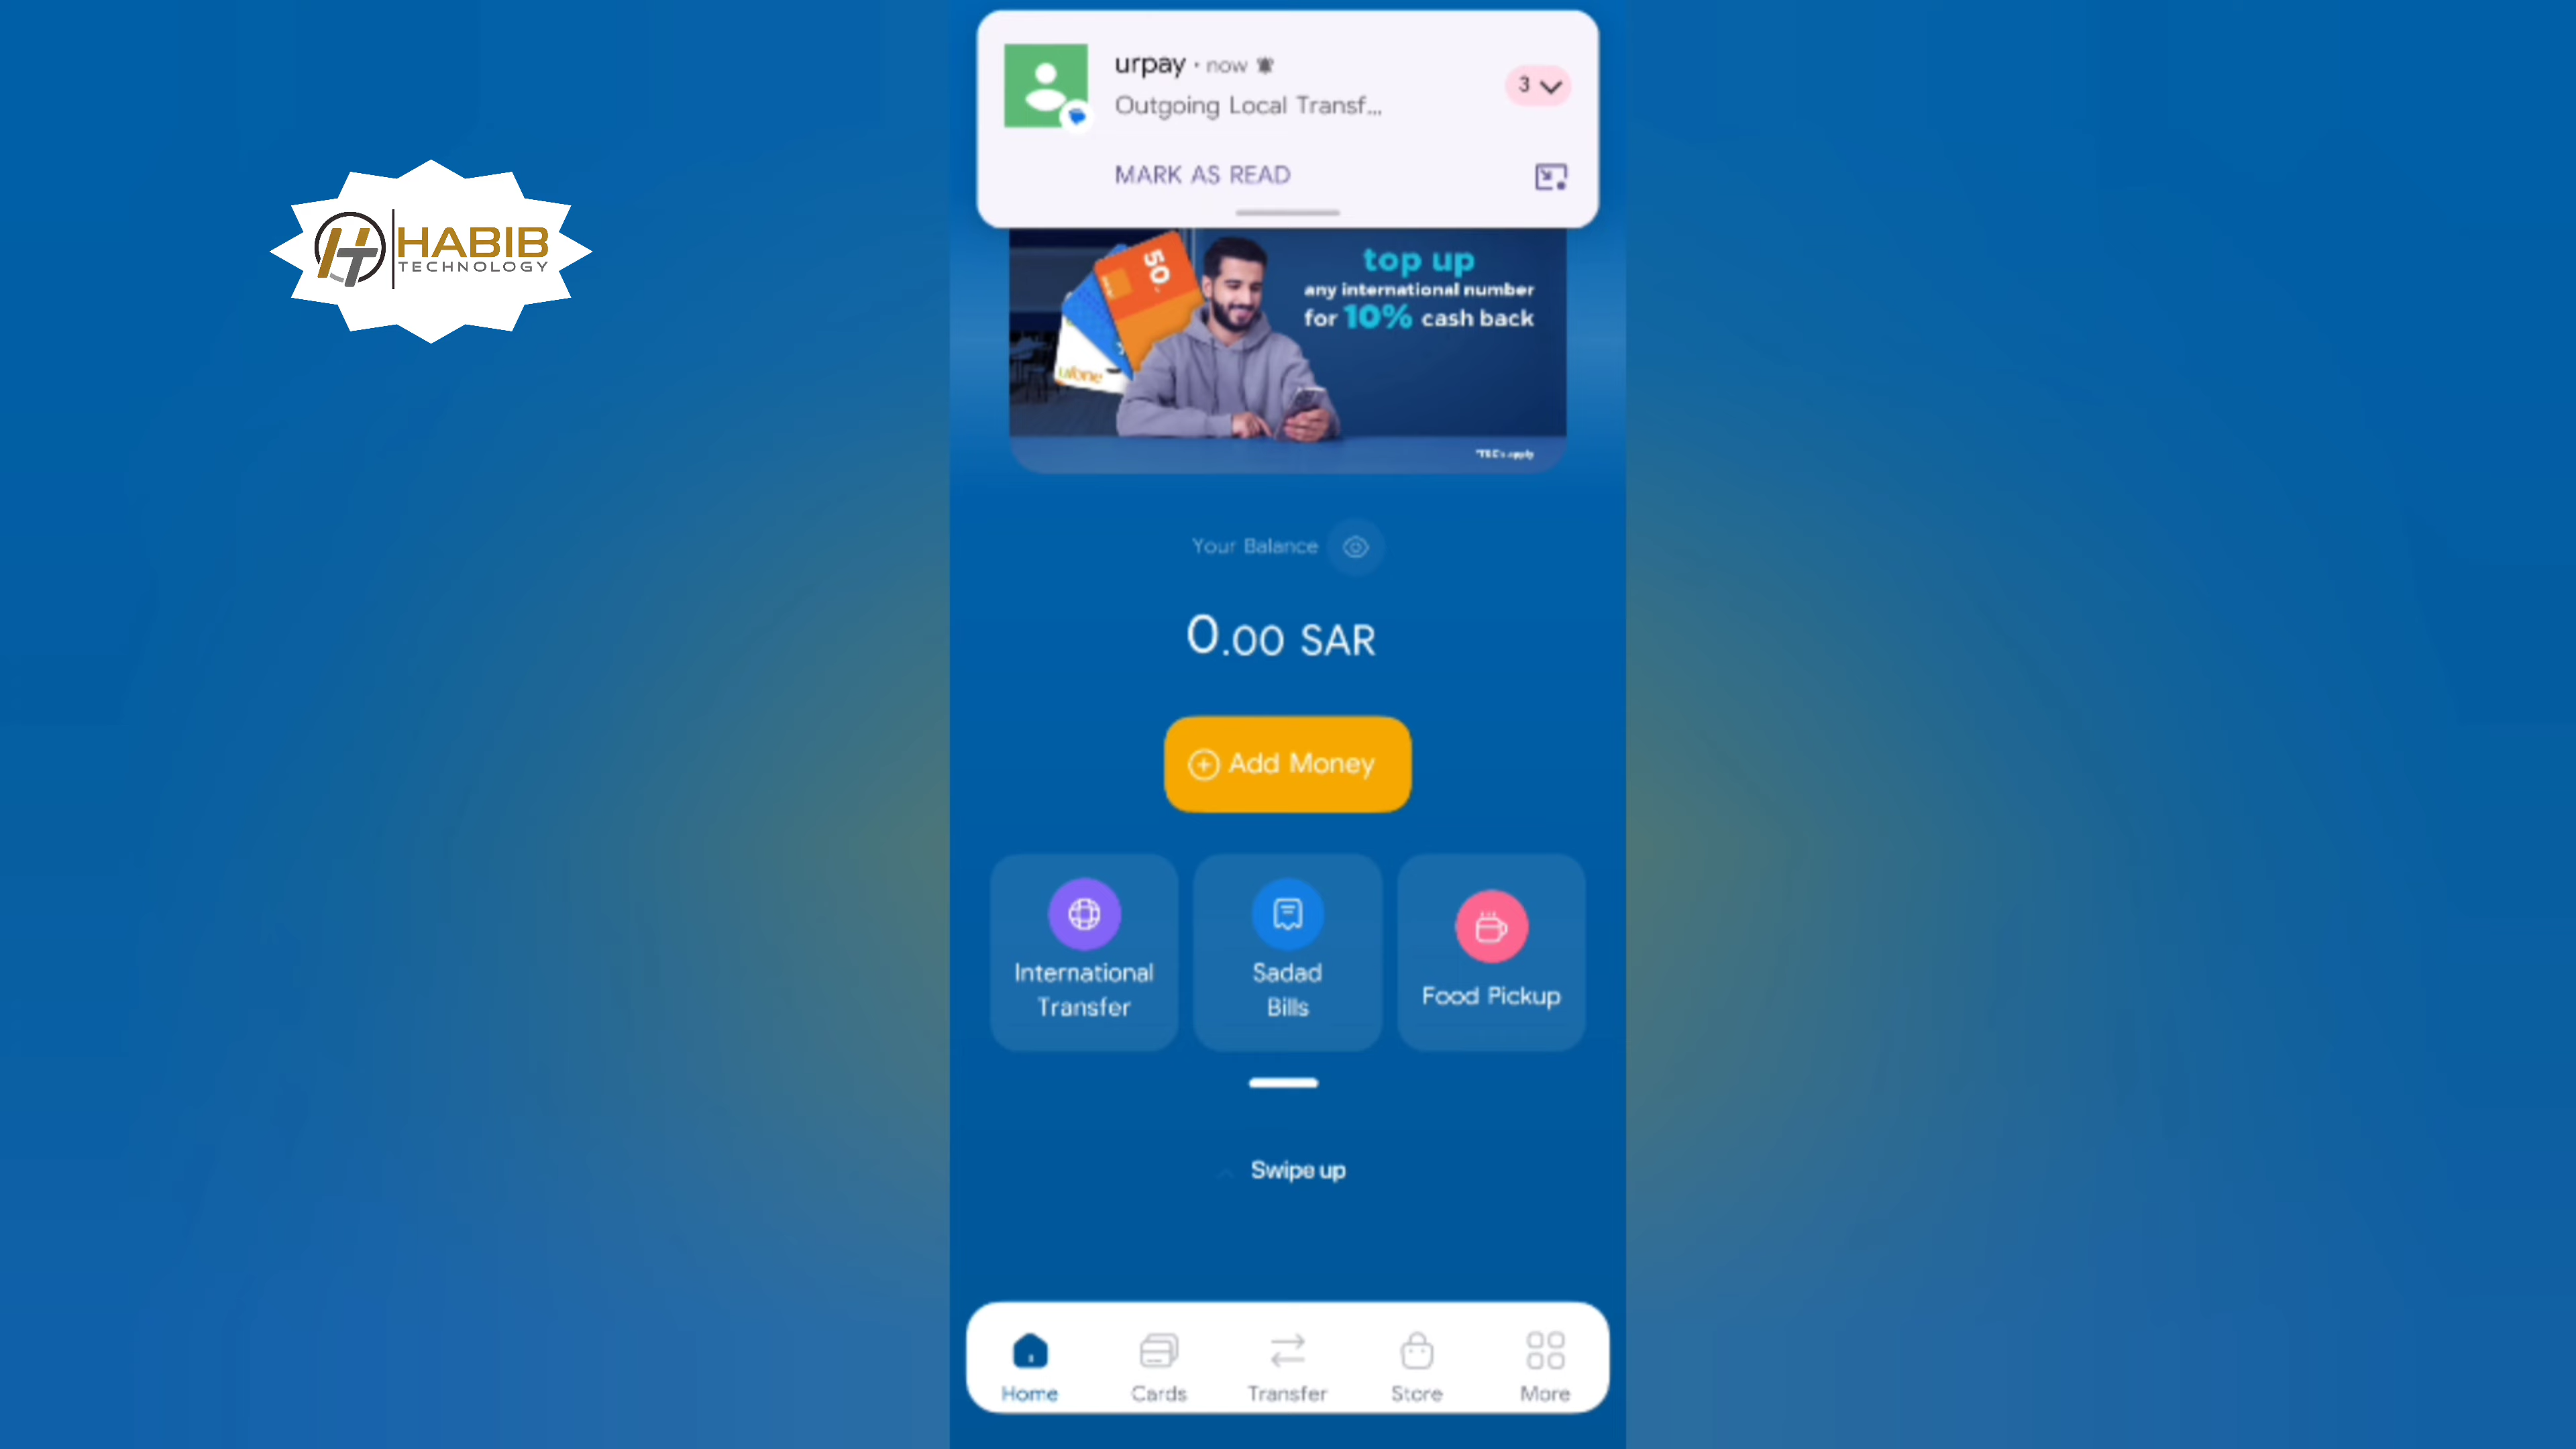 HABIB
TECHNOLOGY
urpay • now
Outgoing Local Transf...
3
MARK AS READ
50
ufone
top up
any international number
for 10% cash back
*T&C's apply
Your Balance
0.00 SAR
Add Money
International
Transfer
Sadad
Bills
Food Pickup
Swipe up
Home
Cards
Transfer
Store
More